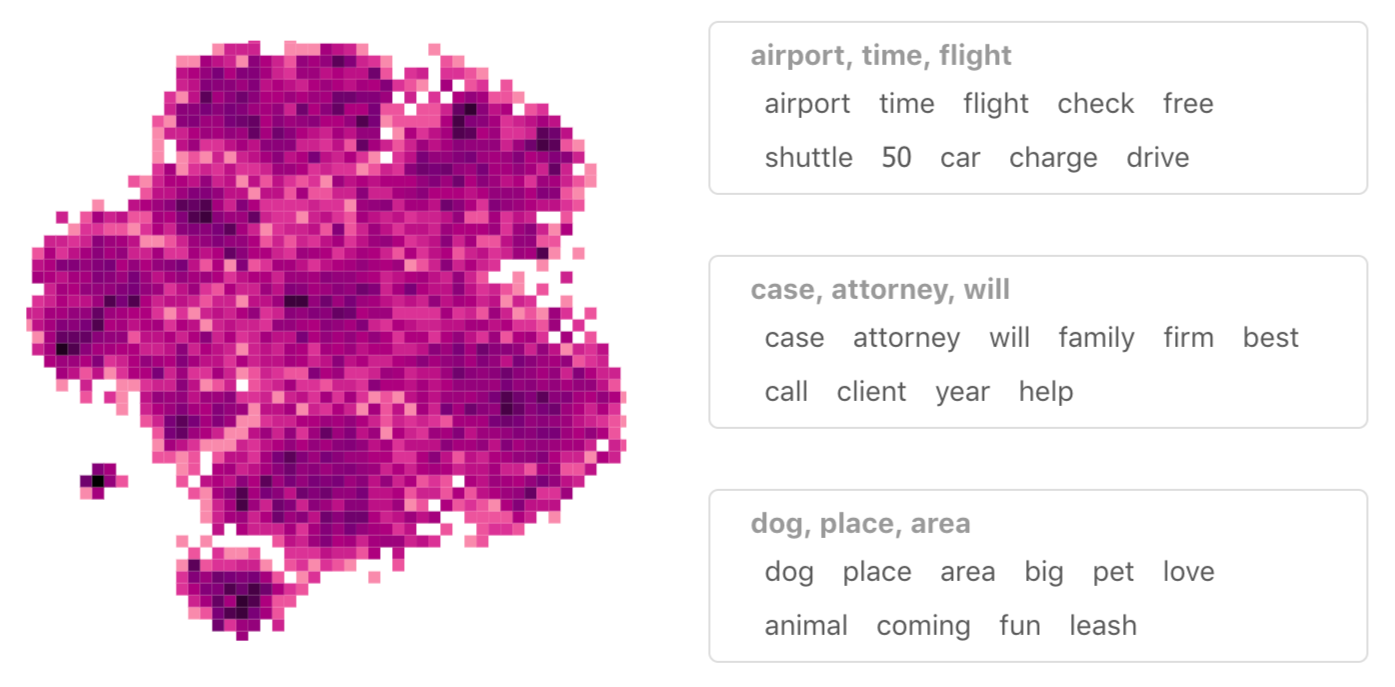 airport, time, flight
airport time flight check free
shuttle 50 car charge drive
case, attorney, will
case attorney will family firm best
call client year help
dog, place, area
dog place area big pet love
animal coming fun leash